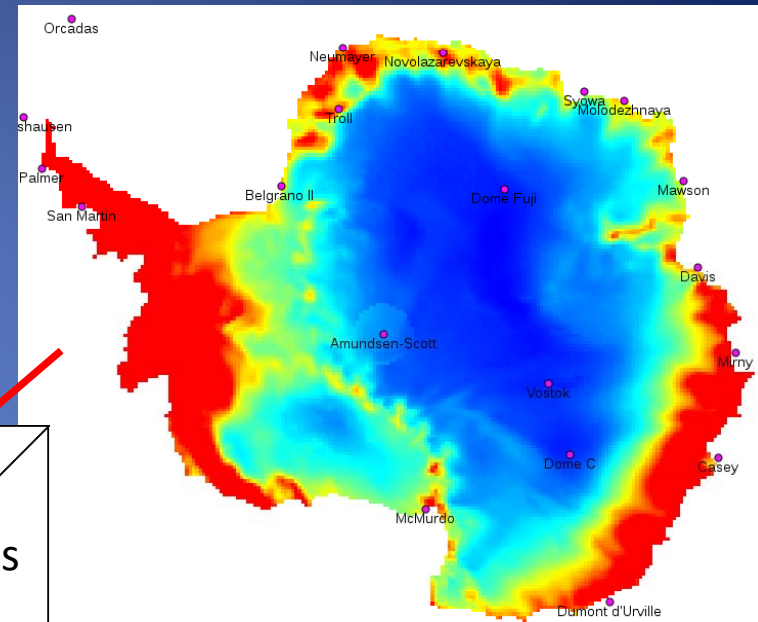 Orcadas
Neumayer
Novolazarevskaya
Syowa
Molodezhnaya
shausen
Troll
Palmer
Belgrano II
Dome Fuji
Mawson
San Martin
Davis
Amundsen-Scott
Mirny
Vostok
Dome C
Casey
McMurdo
s
Dumont d'Urville